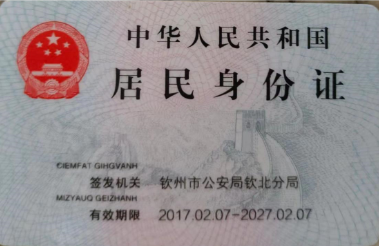 中华人民共和国
居民身份证
CIEMFAT GIHGVANH
签发机关 钦州市公安局钦北分局
MIZYAUQ GEIZHANH
有效期限 2017.02.07-2027.02.07